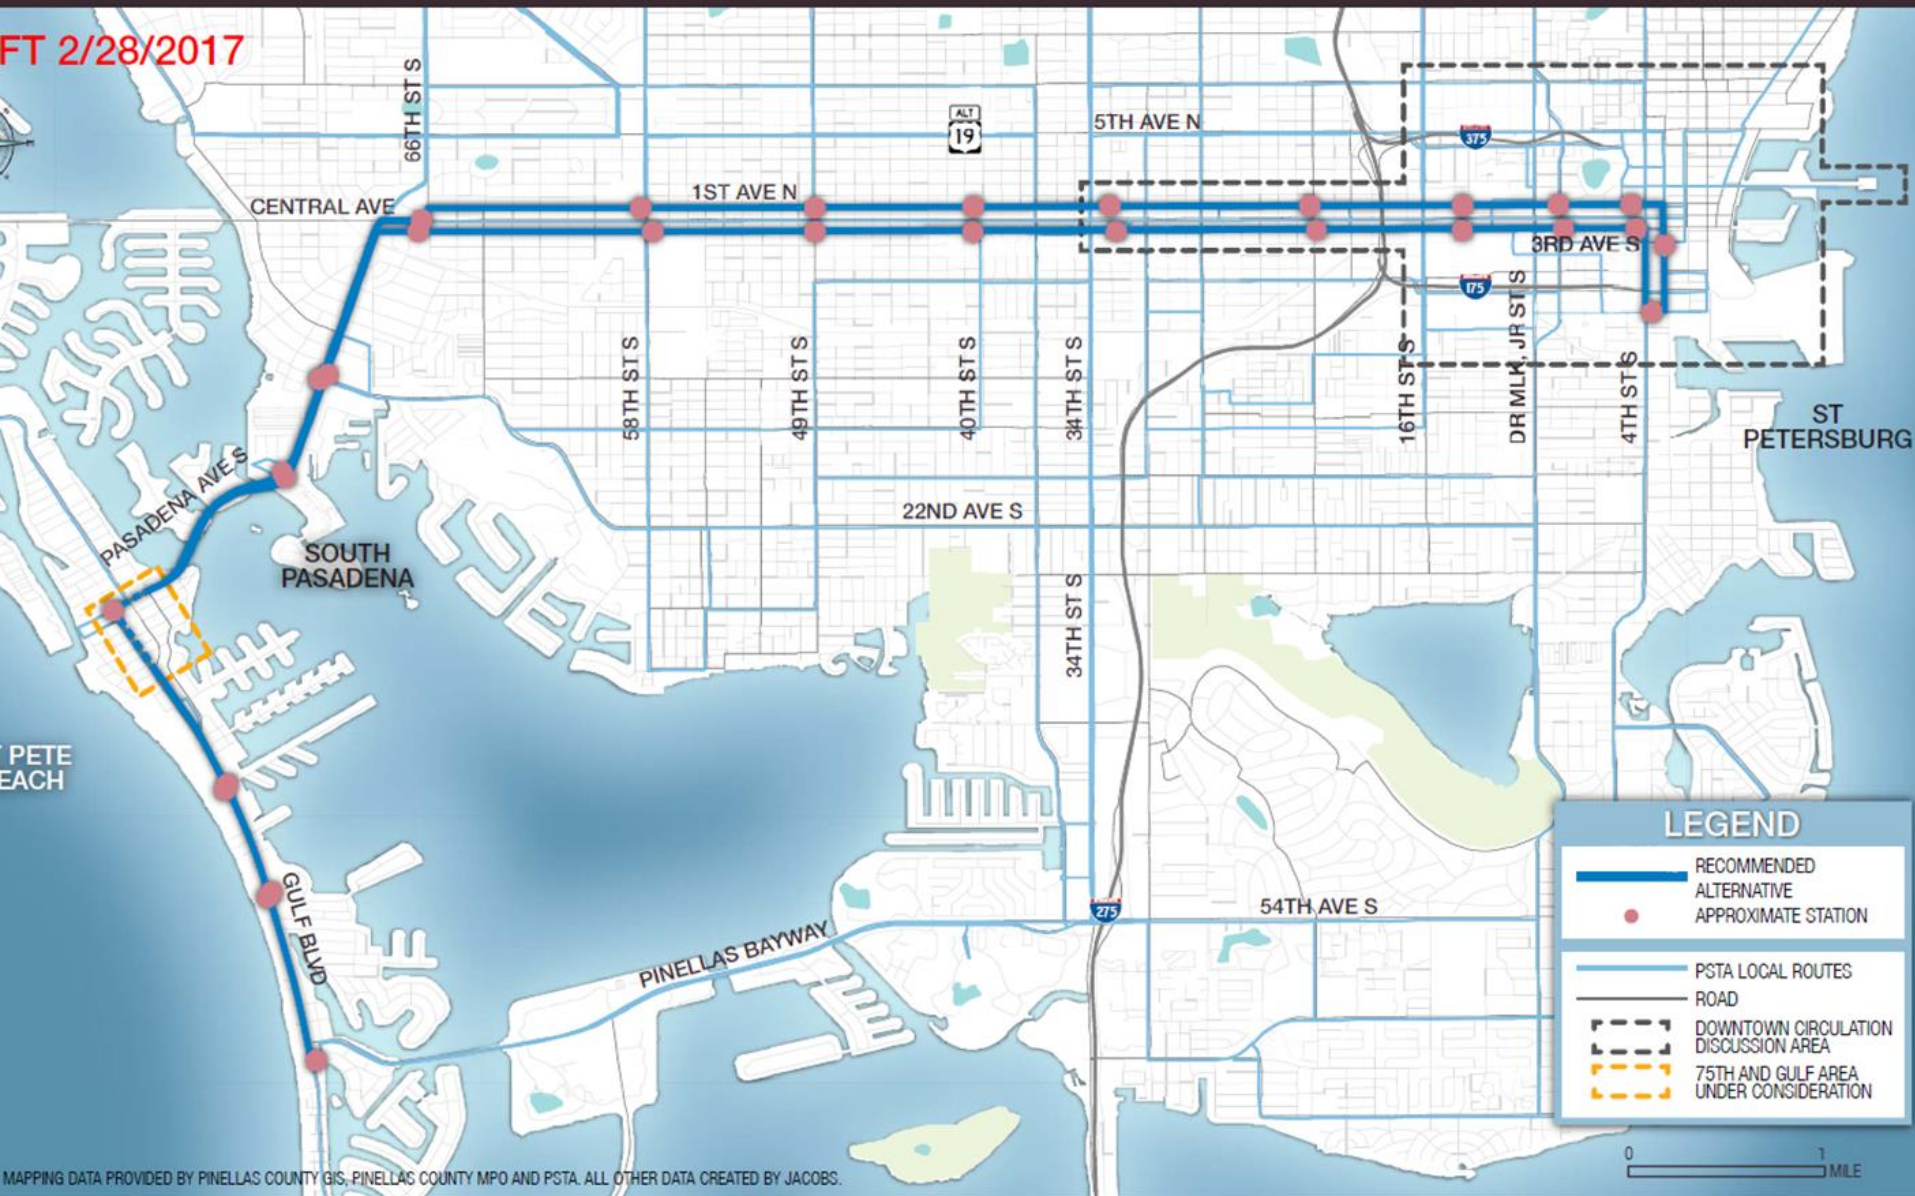 FT 2/28/2017
66TH ST S
ALT
19
5TH AVE N
375
CENTRAL AVE
1ST AVE N
3RD AVE S
175
58TH ST S
49TH ST S
40TH ST S
34TH ST S
16TH ST S
DR MLK, JR ST S
4TH ST S
ST
PETERSBURG
PASADENA AVE S
SOUTH
PASADENA
22ND AVE S
34TH ST S
PETE
EACH
GULF BLVD
PINELLAS BAYWAY
275
54TH AVE S
LEGEND
RECOMMENDED
ALTERNATIVE
APPROXIMATE STATION
PSTA LOCAL ROUTES
ROAD
DOWNTOWN CIRCULATION
DISCUSSION AREA
75TH AND GULF AREA
UNDER CONSIDERATION
0 1
MILE
MAPPING DATA PROVIDED BY PINELLAS COUNTY GIS, PINELLAS COUNTY MPO AND PSTA. ALL OTHER DATA CREATED BY JACOBS.